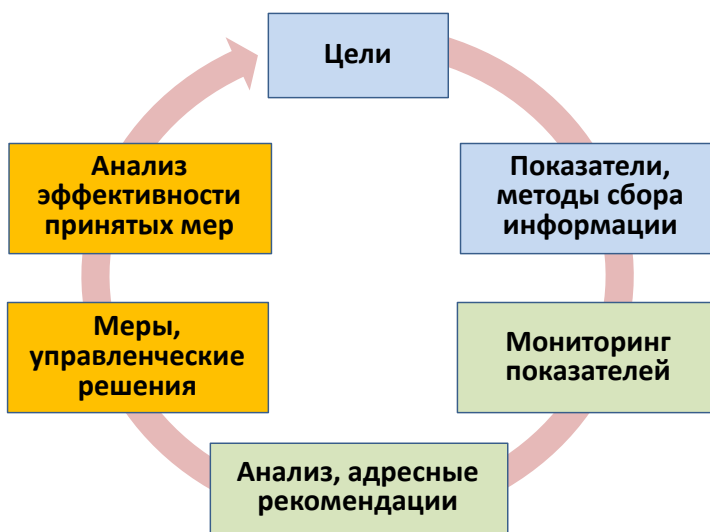 Цели
Показатели,
методы сбора
информации
Мониторинг
показателей
Анализ, адресные
рекомендации
Меры,
управленческие
решения
Анализ
эффективности
принятых мер